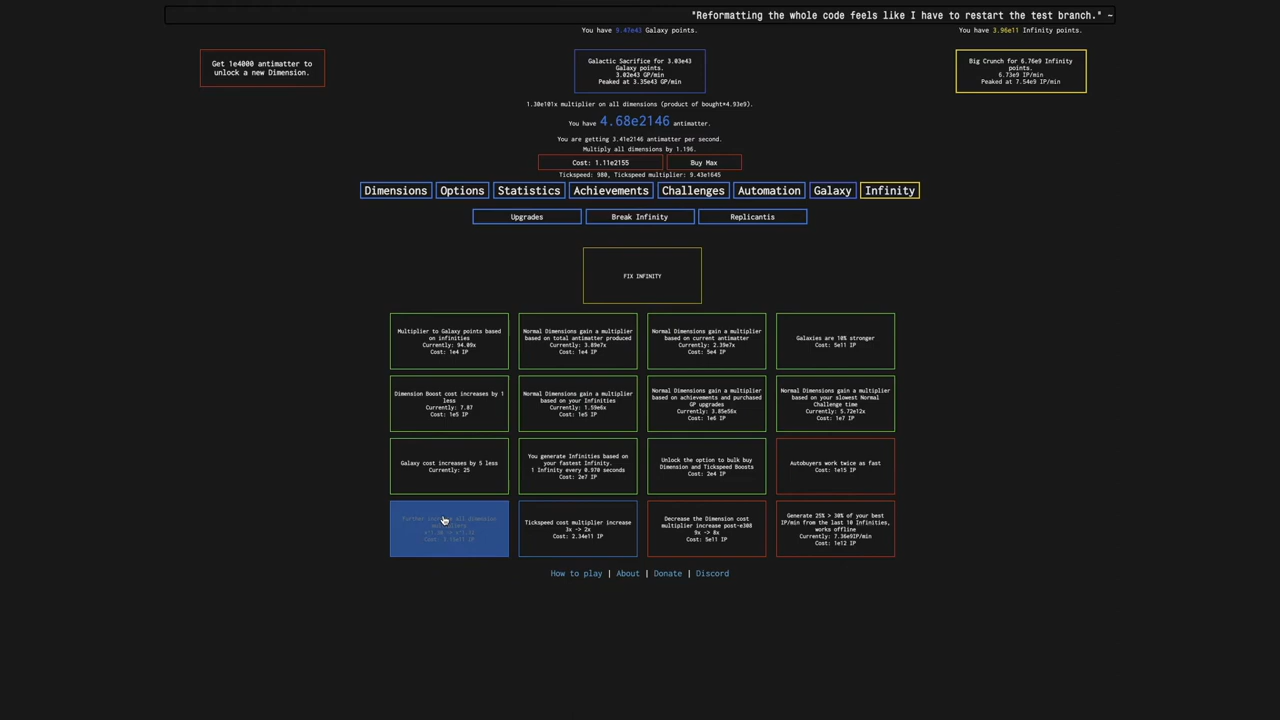 "Reformatting the whole code feels like I have to restart the test branch." ~
You have 9.47e43 Galaxy points.
You have 3.96e11 Infinity points.
Get 1e4000 antimatter to
unlock a new Dimension.
Galactic Sacrifice for 3.03e43
Galaxy points.
3.02e43 GP/min
Peaked at 3.35e43 GP/min
Big Crunch for 6.76e9 Infinity
points.
6.73e9 IP/min
Peaked at 7.54e9 IP/min
1.30e101x multiplier on all dimensions (product of bought*4.93e9).
You have 4.68e2146 antimatter.
You are getting 3.41e2146 antimatter per second.
Multiply all dimensions by 1.196.
Cost: 1.11e2155
Buy Max
Tickspeed: 980, Tickspeed multiplier: 9.43e1645
Dimensions
Options
Statistics
Achievements
Challenges
Automation
Galaxy
Infinity
Upgrades
Break Infinity
Replicantis
FIX INFINITY
Multiplier to Galaxy points based
on infinities
Currently: 94.09x
Cost: 1e4 IP
Normal Dimensions gain a multiplier
based on total antimatter produced
Currently: 3.89e7x
Cost: 1e4 IP
Normal Dimensions gain a multiplier
based on current antimatter
Currently: 2.39e7x
Cost: 5e4 IP
Galaxies are 10% stronger
Cost: 5e11 IP
Dimension Boost cost increases by 1
less
Currently: 7.87
Cost: 1e5 IP
Normal Dimensions gain a multiplier
based on your Infinities
Currently: 1.59e6x
Cost: 1e5 IP
Normal Dimensions gain a multiplier
based on achievements and purchased
GP upgrades
Currently: 3.85e56x
Cost: 1e6 IP
Normal Dimensions gain a multiplier
based on your slowest Normal
Challenge time
Currently: 5.72e12x
Cost: 1e7 IP
Galaxy cost increases by 5 less
Currently: 25
You generate Infinities based on
your fastest Infinity.
1 Infinity every 0.970 seconds
Cost: 2e7 IP
Unlock the option to bulk buy
Dimension and Tickspeed Boosts
Cost: 2e4 IP
Autobuyers work twice as fast
Cost: 1e15 IP
Further increase all dimension
multipliers
Tickspeed cost multiplier increase
3x -> 2x
Cost: 2.34e11 IP
Decrease the Dimension cost
multiplier increase post-e308
9x -> 8x
Cost: 5e11 IP
Generate 25% > 30% of your best
IP/min from the last 10 Infinities,
works offline
Currently: 7.36e9IP/min
Cost: 1e12 IP
How to play | About | Donate | Discord